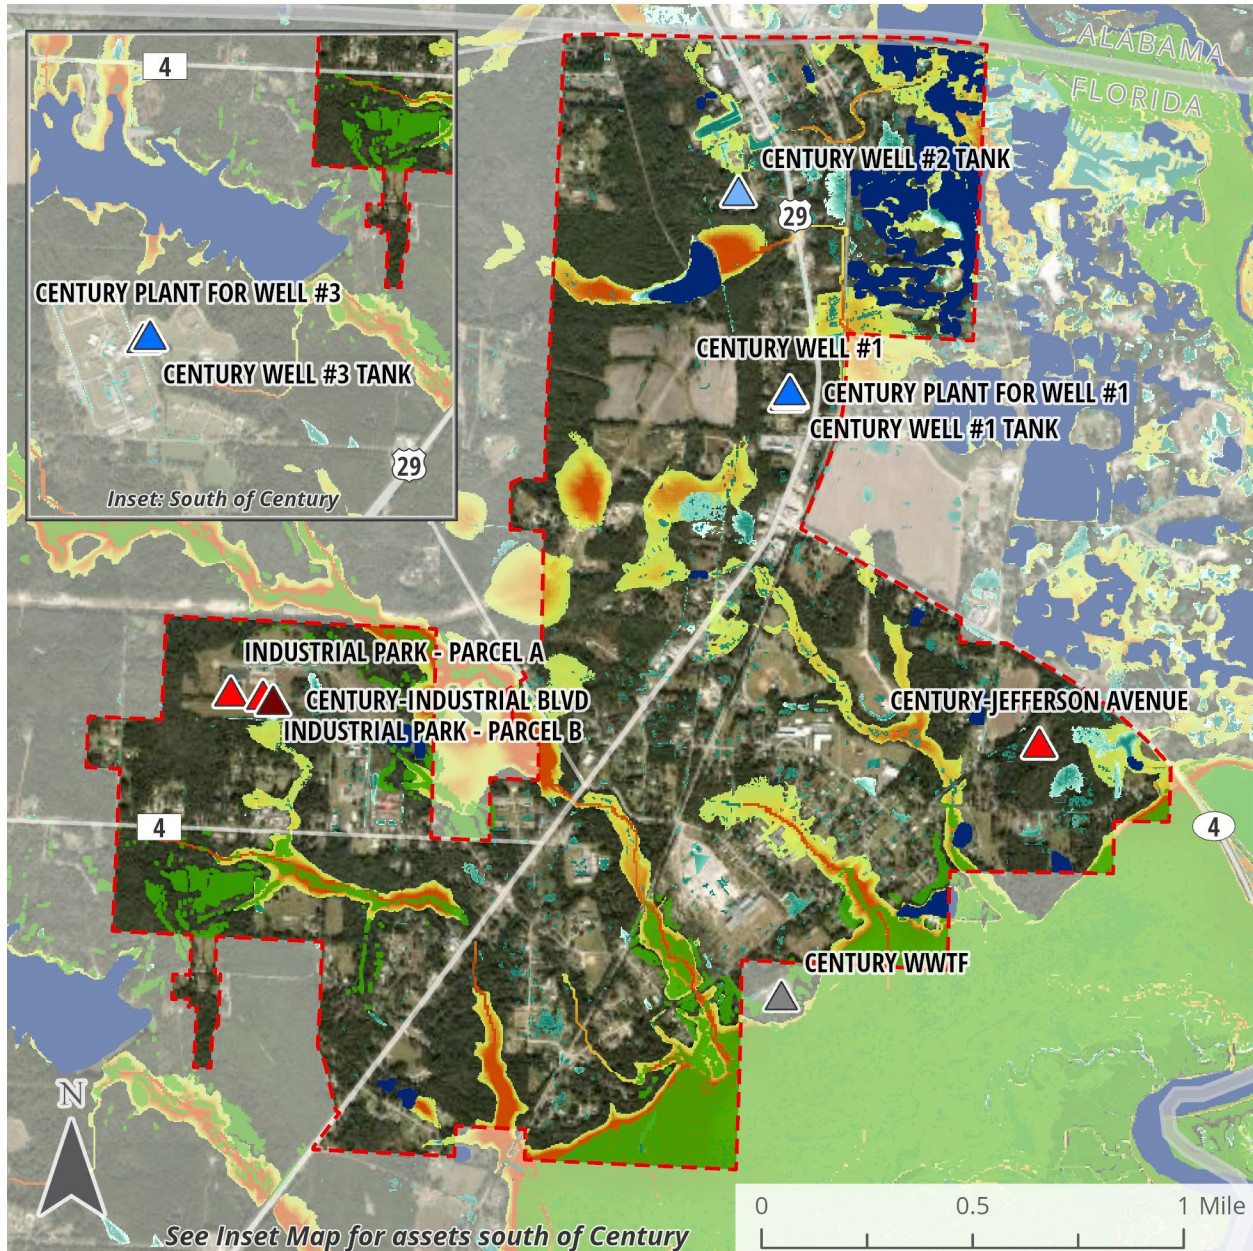 ALABAMA
FLORIDA
4
CENTURY PLANT FOR WELL #3
CENTURY WELL #3 TANK
29
Inset: South of Century
CENTURY WELL #2 TANK
29
CENTURY WELL #1
CENTURY PLANT FOR WELL #1
CENTURY WELL #1 TANK
INDUSTRIAL PARK - PARCEL A
CENTURY-INDUSTRIAL BLVD
INDUSTRIAL PARK - PARCEL B
CENTURY-JEFFERSON AVENUE
4
4
CENTURY WWTF
N
See Inset Map for assets south of Century
0 0.5 1 Mile